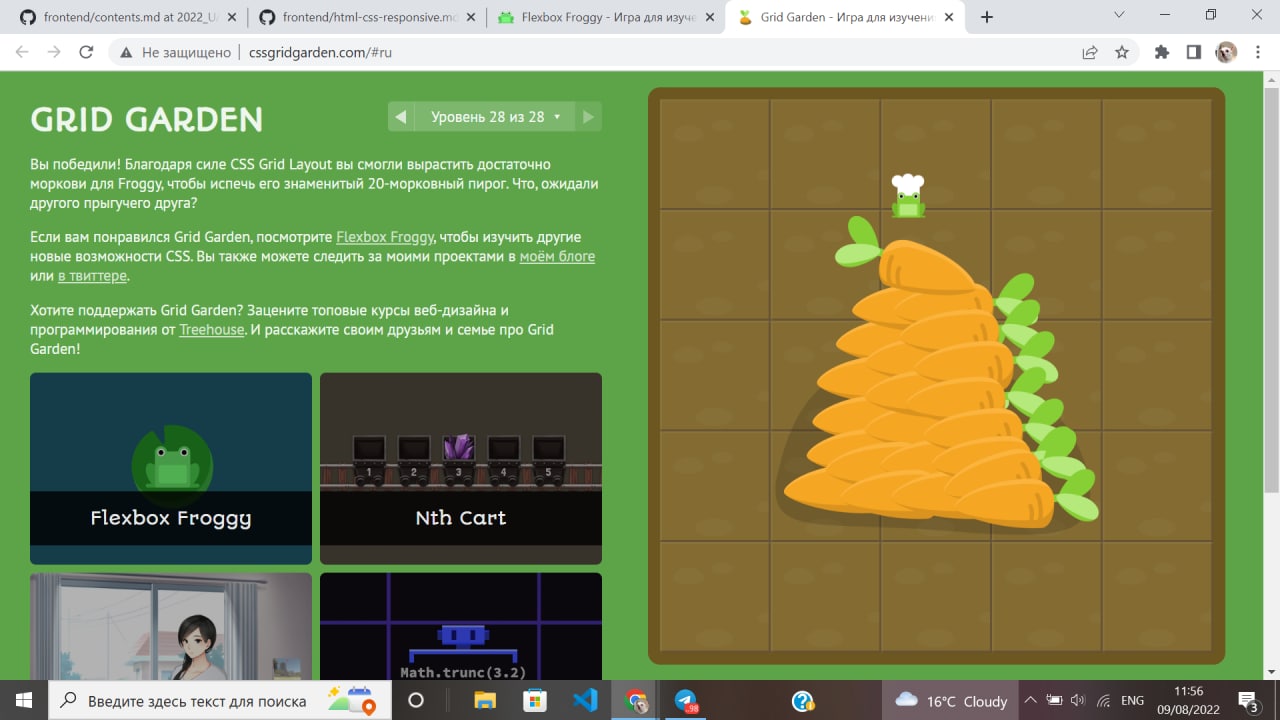 frontend/contents.md at 2022_U
frontend/html-css-responsive.mc
Flexbox Froggy - Игра для изуче
Grid Garden - Игра для изучени
Не защищено
cssgridgarden.com/#ru
GRID GARDEN
Уровень 28 из 28
Вы победили! Благодаря силе CSS Grid Layout вы смогли вырастить достаточно
моркови для Froggy, чтобы испечь его знаменитый 20-морковный пирог. Что, ожидали
другого прыгучего друга?
Если вам понравился Grid Garden, посмотрите Flexbox Froggy, чтобы изучить другие
новые возможности CSS. Вы также можете следить за моими проектами в моём блоге
или в твиттере.
Хотите поддержать Grid Garden? Зацените топовые курсы веб-дизайна и
программирования от Treehouse. И расскажите своим друзьям и семье про Grid
Garden!
1 2 3 4 5
Flexbox Froggy
Nth Cart
Math.trunc(3.2)
Введите здесь текст для поиска
98
16°C Cloudy
ENG
11:56
09/08/2022
3